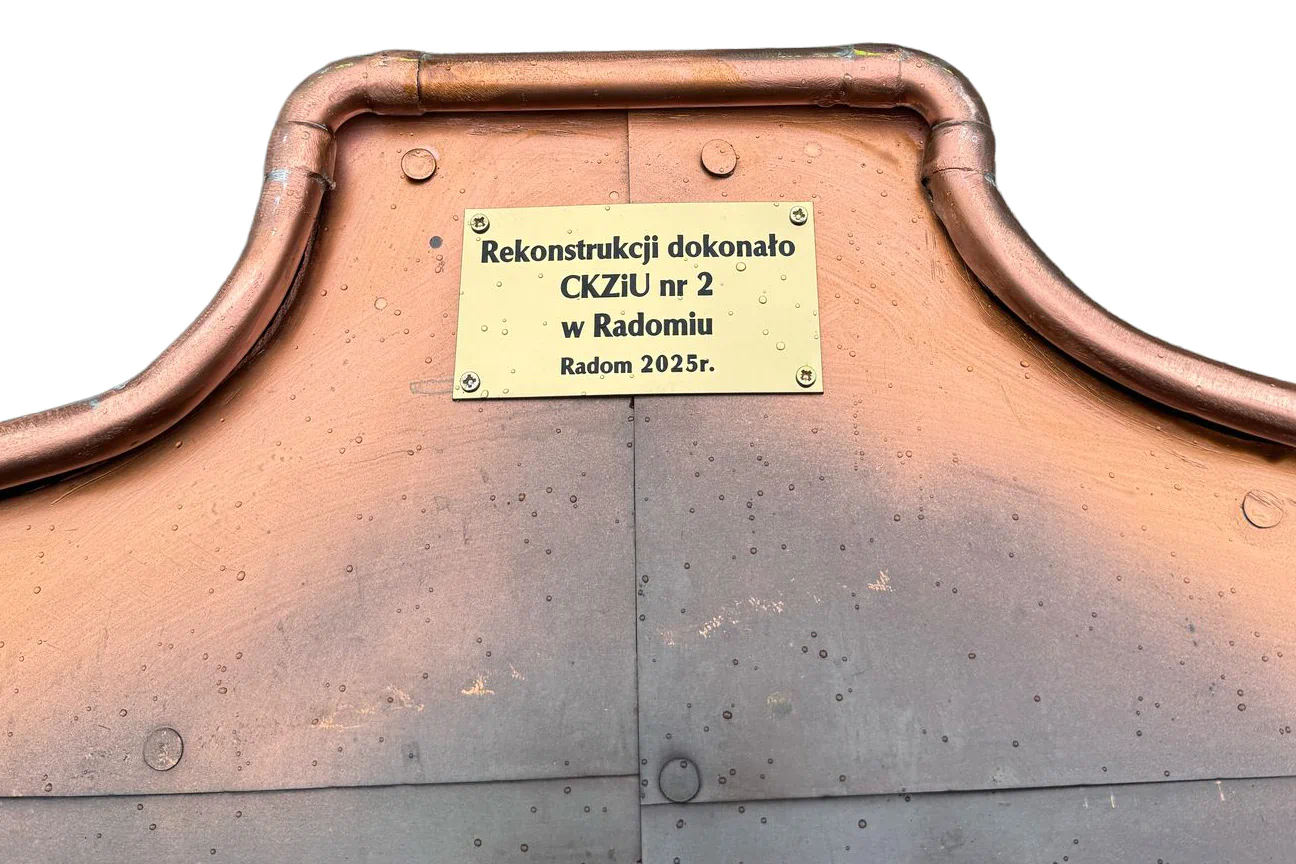 Rekonstrukcji dokonało
CKZiU nr 2
w Radomiu
Radom 2025r.